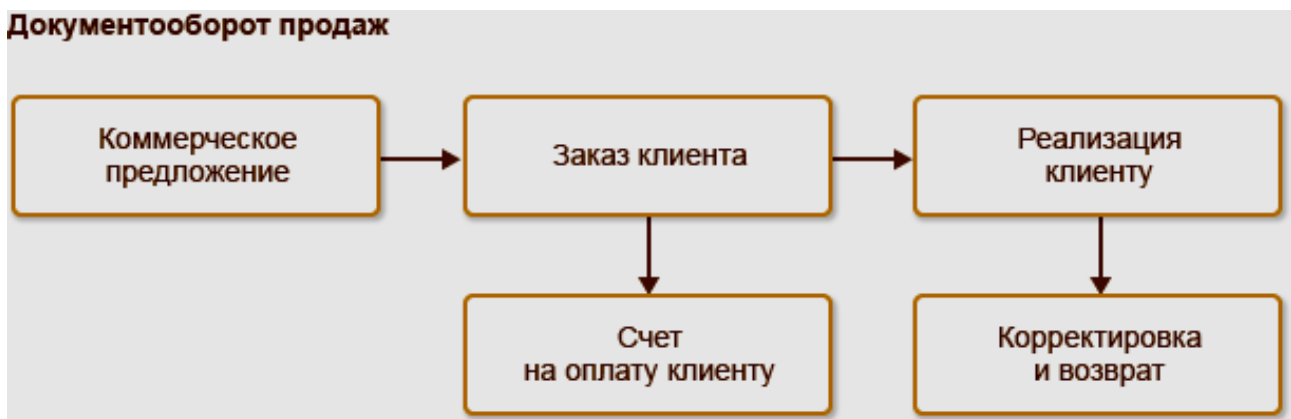 Документооборот продаж
Коммерческое
предложение
Заказ клиента
Реализация
клиенту
Счет
на оплату клиенту
Корректировка
и возврат